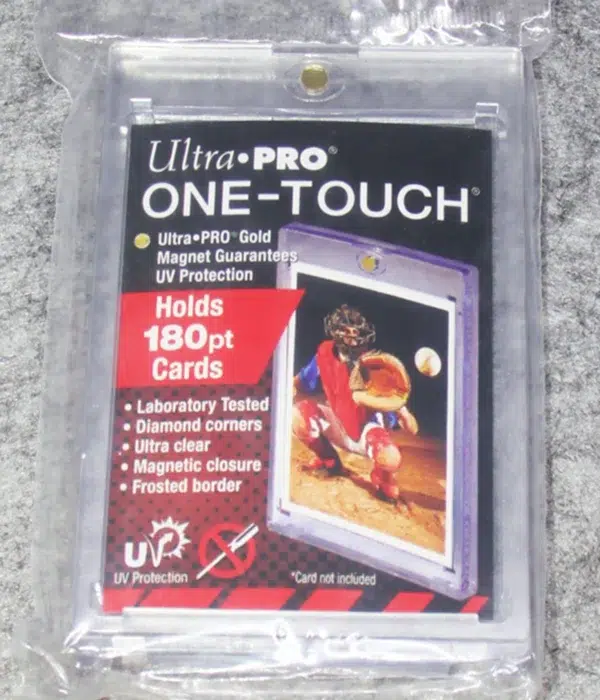 Ultra•PRO®
ONE-TOUCH®
Ultra•PRO® Gold
Magnet Guarantees
UV Protection
Holds
180pt
Cards
• Laboratory Tested
• Diamond corners
• Ultra clear
• Magnetic closure
• Frosted border
UVP
UV Protection
*Card not included